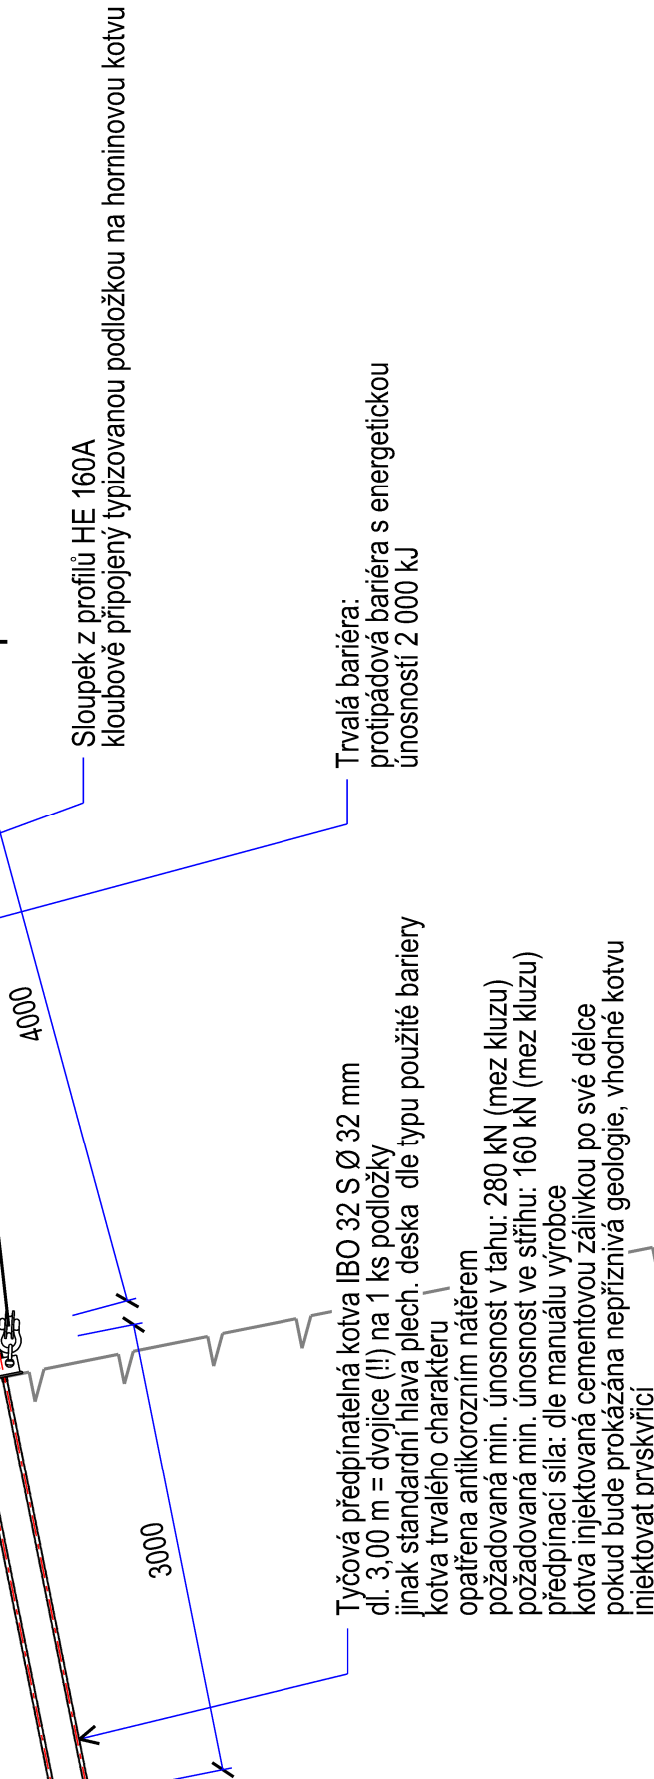 Sloupek z profilů HE 160A
kloubově připojený typizovanou podložkou na horninovou kotvu
Trvalá bariéra:
protipádová bariéra s energetickou
únosností 2 000 kJ
4000
3000
Tyčová předpínatelná kotva IBO 32 S Ø 32 mm
dl. 3,00 m = dvojice (!!) na 1 ks podložky
jinak standardní hlava plech. deska dle typu použité bariery
kotva trvalého charakteru
opatřena antikorozním nátěrem
požadovaná min. únosnost v tahu: 280 kN (mez kluzu)
požadovaná min. únosnost ve střihu: 160 kN (mez kluzu)
předpínací síla: dle manuálu výrobce
kotva injektovaná cementovou zálivkou po své délce
pokud bude prokázána nepříznivá geologie, vhodné kotvu
injektovat pryskyřicí